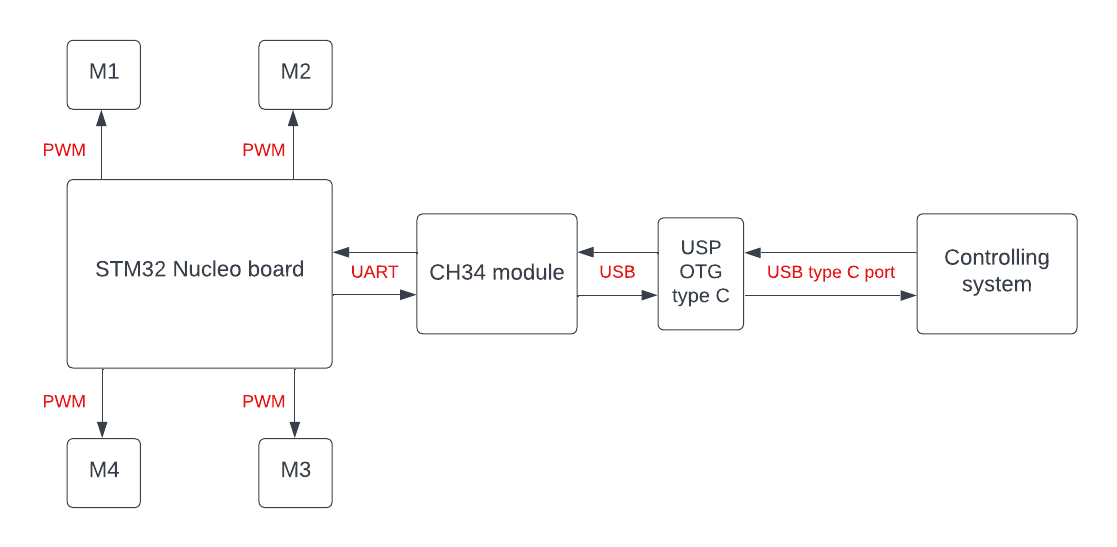 M1
M2
PWM
PWM
STM32 Nucleo board
UART
CH34 module
USB
USP
OTG
type C
USB type C port
Controlling
system
PWM
PWM
M4
M3